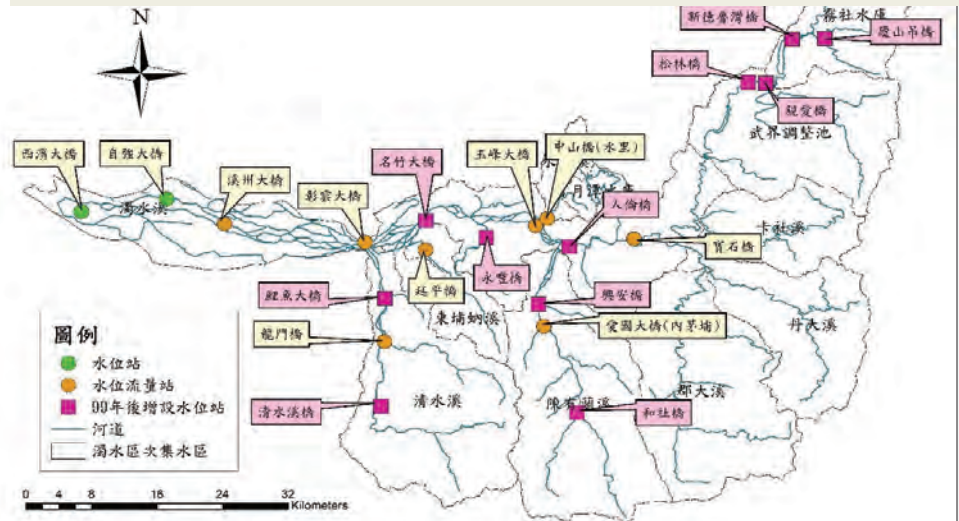 N
新德魯灣橋
霧社水庫
廬山吊橋
松林橋
親愛橋
武界調整池
西濱大橋
自強大橋
溪州大橋
彰雲大橋
名竹大橋
玉峰大橋
中山橋(水里)
人倫橋
濁水溪
卡社溪
寶石橋
永豐橋
延平橋
鯉魚大橋
興安橋
東埔蚋溪
龍門橋
愛國大橋(內茅埔)
丹大溪
郡大溪
清水溪橋
清水溪
陳有蘭溪
和社橋
圖例
水位站
水位流量站
99年後增設水位站
河道
濁水區次集水區
0 4 8 16 24 32
Kilometers